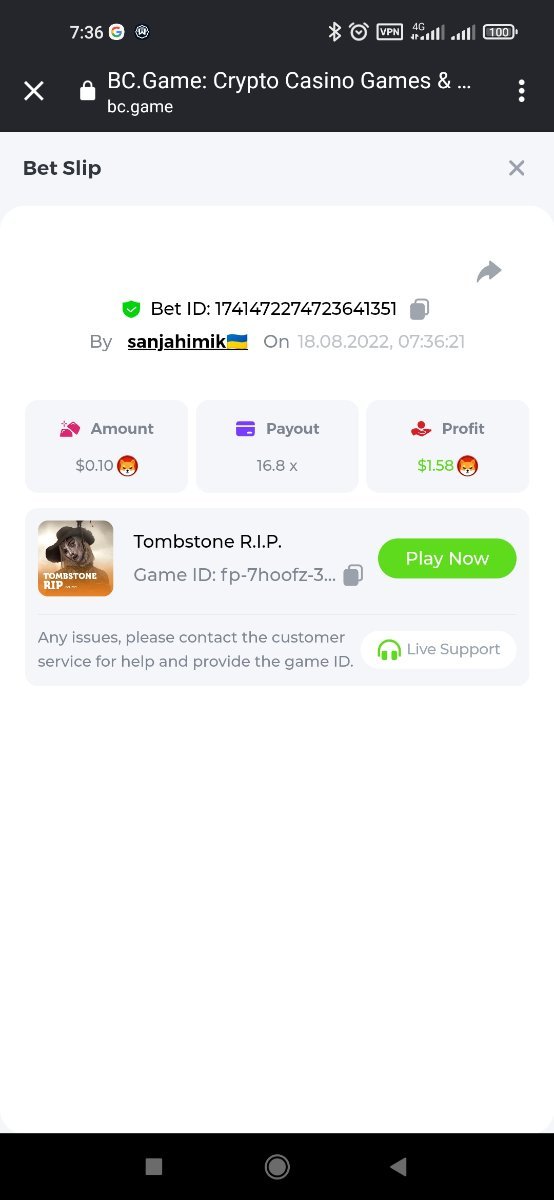 7:36
VPN 4G 100
BC.Game: Crypto Casino Games & ...
bc.game
Bet Slip
Bet ID: 1741472274723641351
By sanjahimik🇺🇦 On 18.08.2022, 07:36:21
Amount Payout Profit
$0.10 16.8 x $1.58
Tombstone R.I.P.
Game ID: fp-7hoofz-3...
Play Now
TOMBSTONE
RIP
Any issues, please contact the customer
service for help and provide the game ID.
Live Support